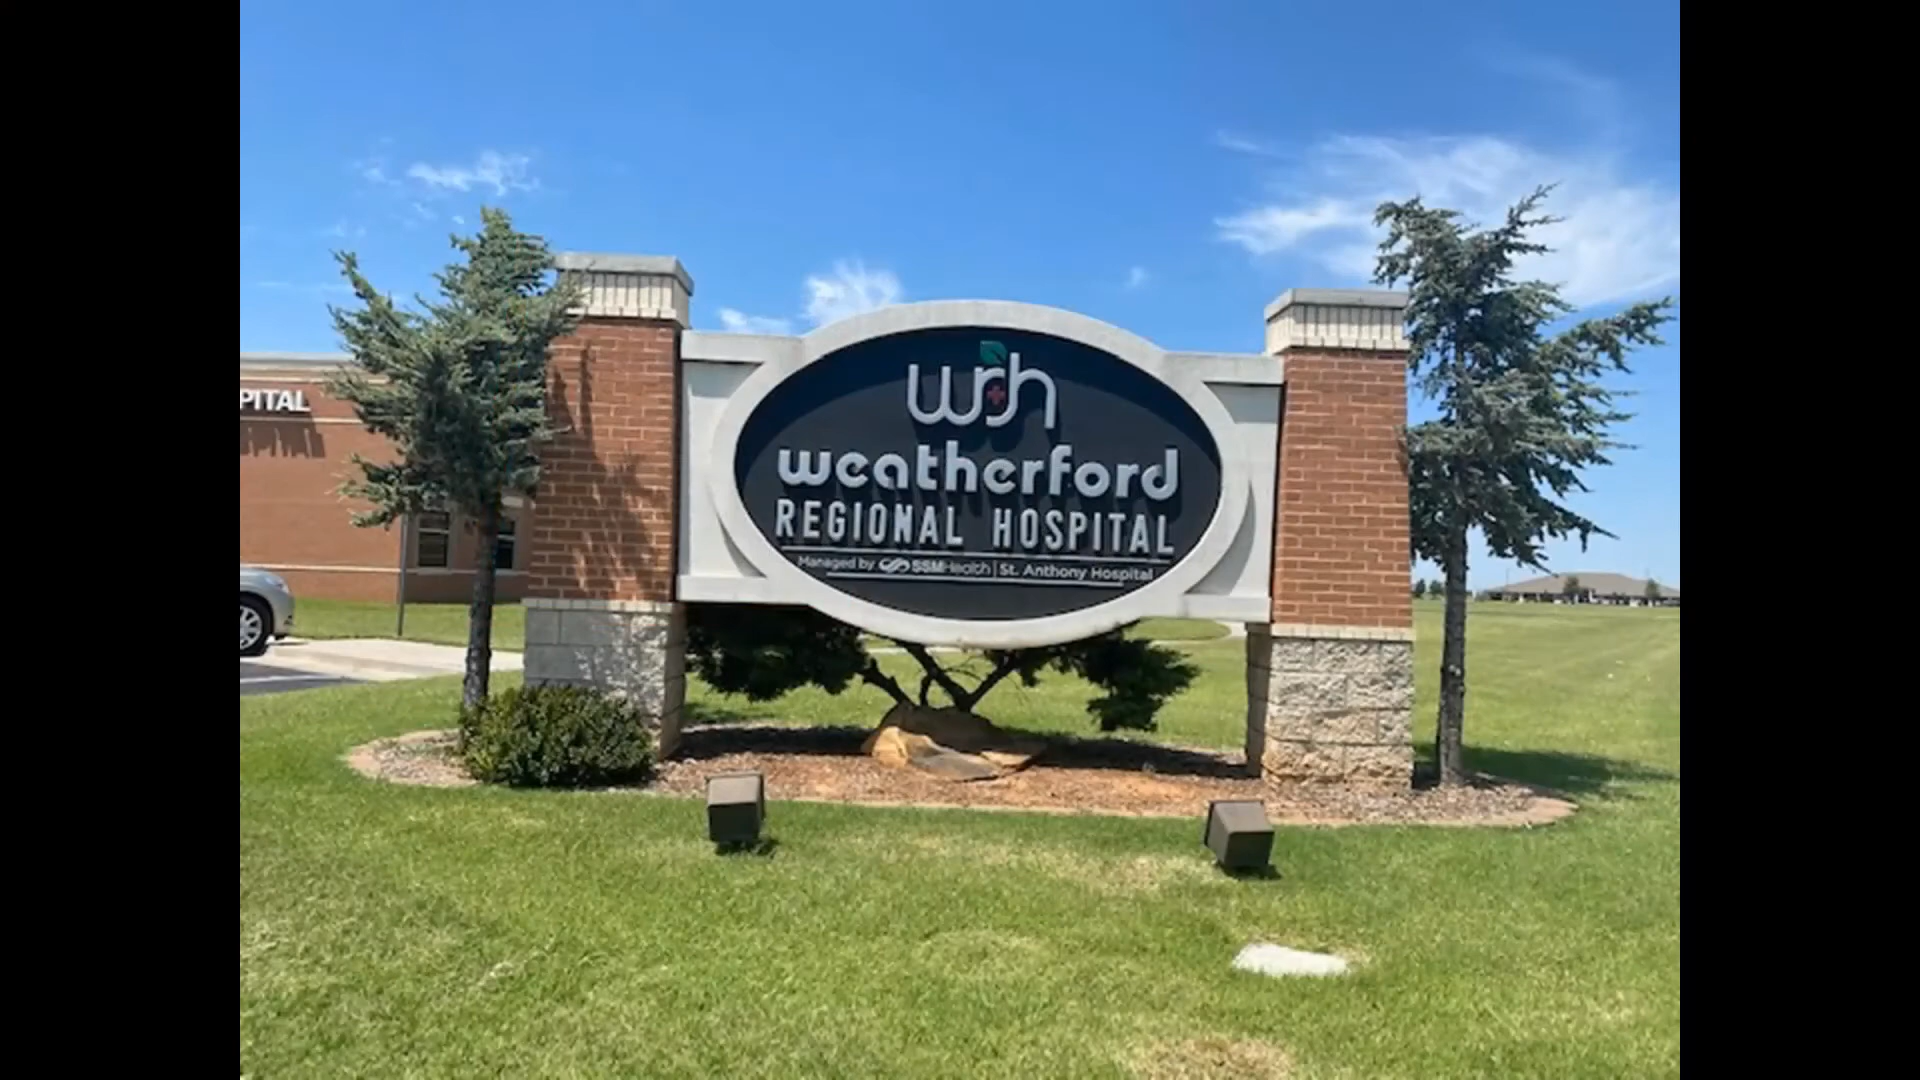 PITAL
wrh
weatherford
REGIONAL HOSPITAL
Managed by SSMHealth | St. Anthony Hospital